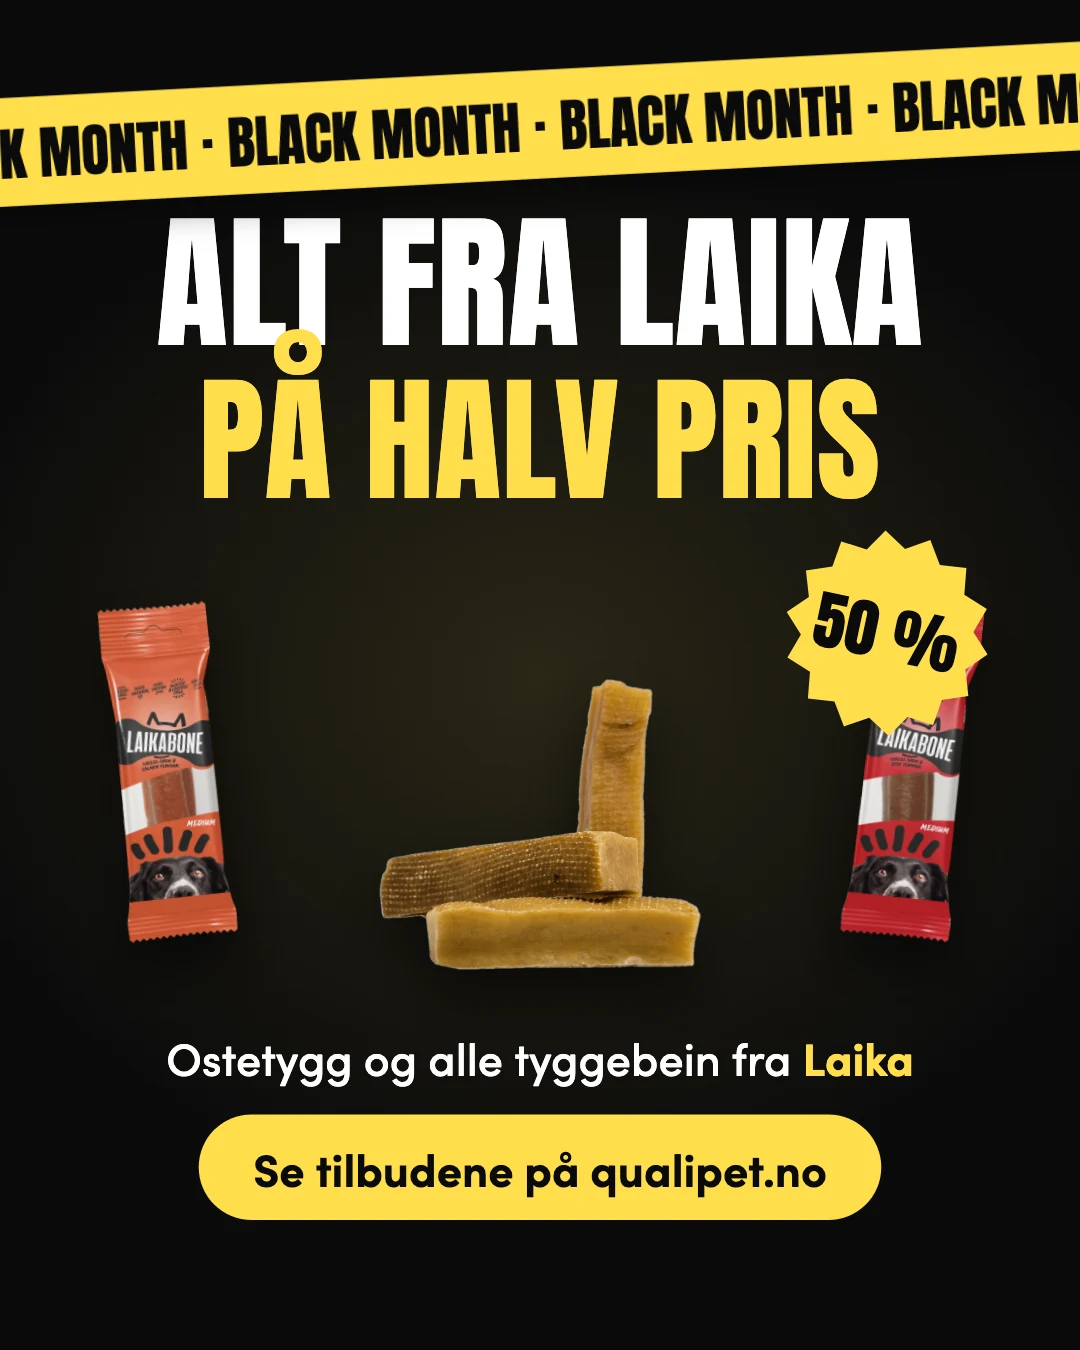 K MONTH · BLACK MONTH · BLACK MONTH · BLACK M
ALT FRA LAIKA
PÅ HALV PRIS
50 %
LAIKABONE
MEDIUM
LAIKABONE
MEDIUM
Ostetygg og alle tyggebein fra Laika
Se tilbudene på qualipet.no